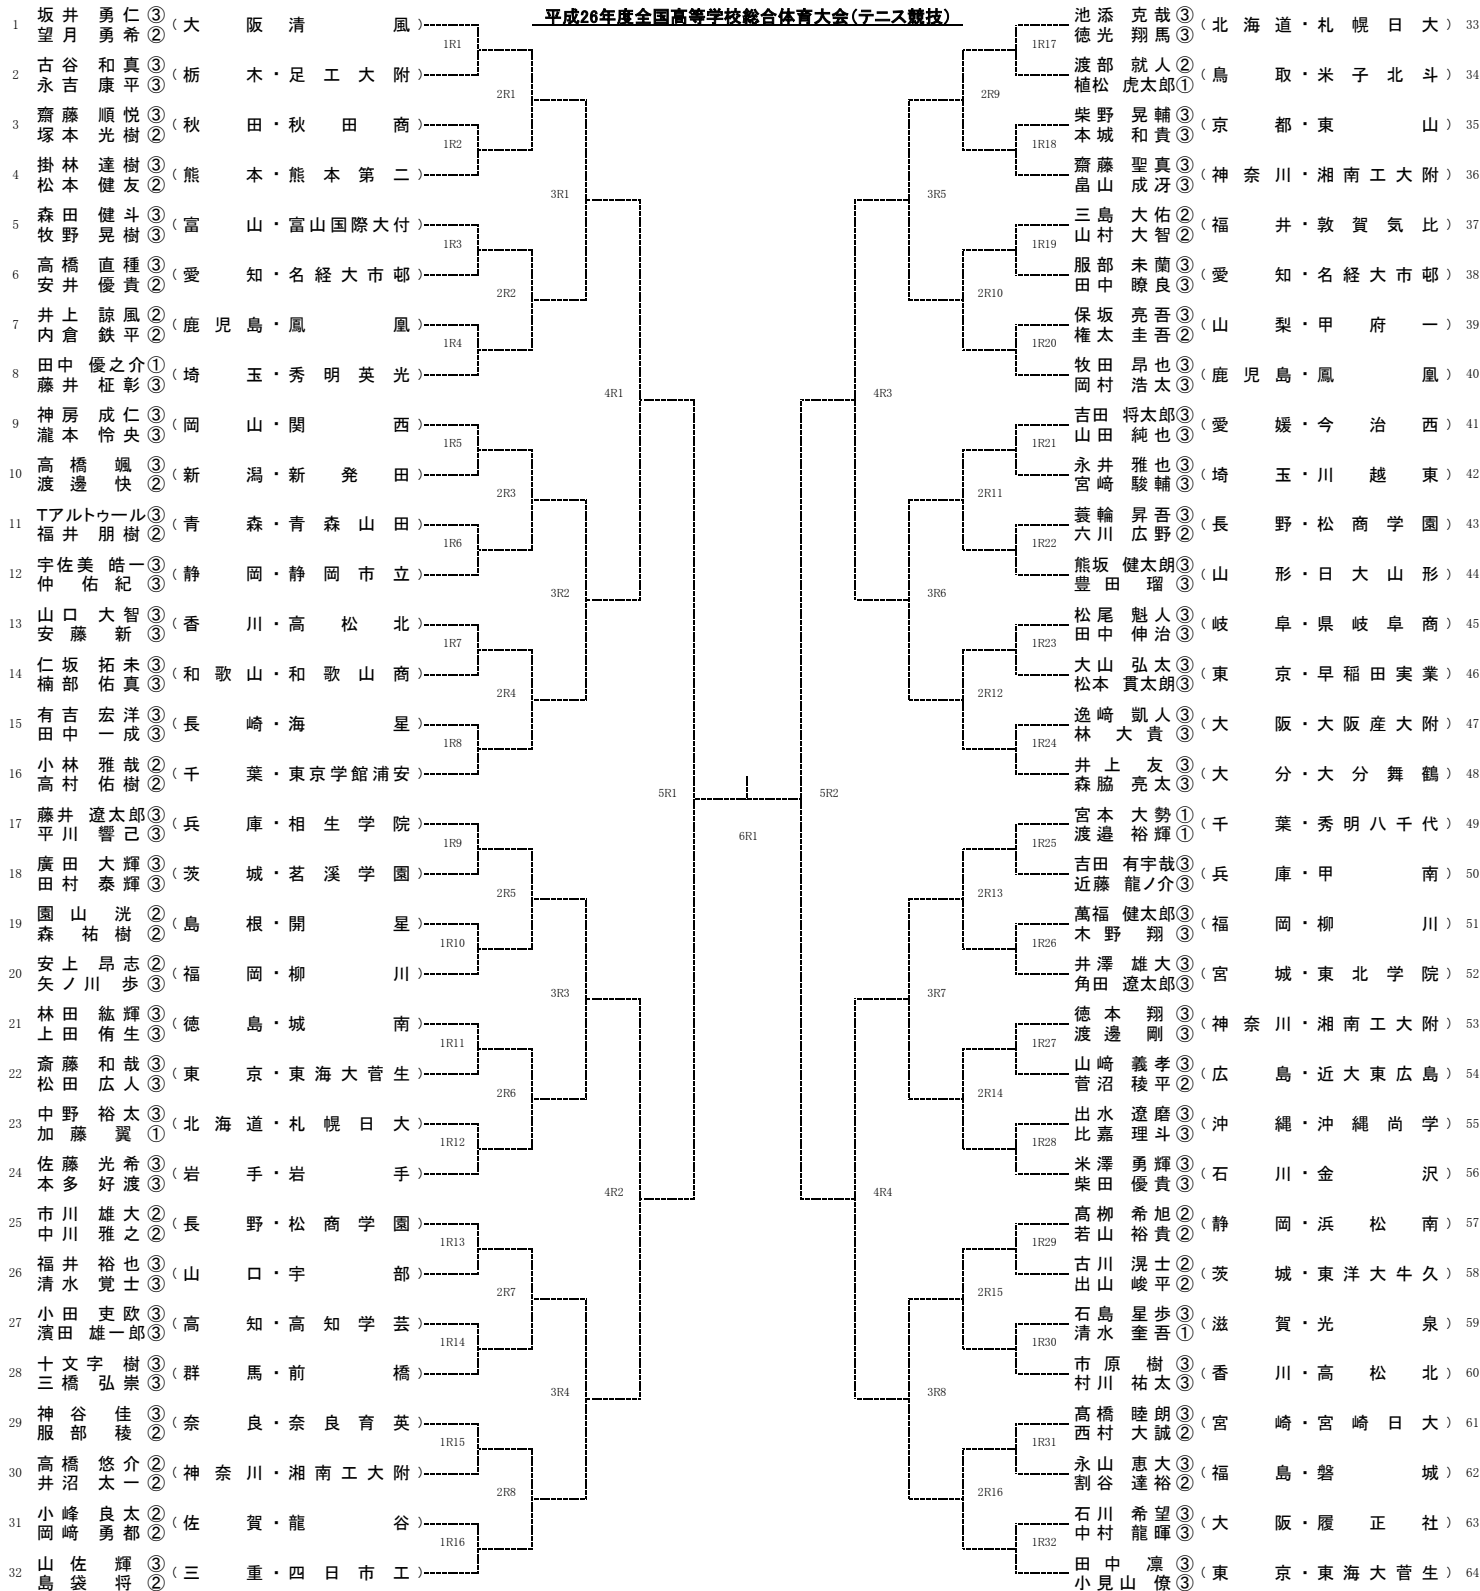 平成26年度全国高等学校総合体育大会（テニス競技）
1 坂井 勇仁③ 望月 勇希② （大阪清風）
2 古谷 和真③ 永吉 康平③ （栃木・足工大附）
3 齋藤 順悦③ 塚本 光樹② （秋田・秋田商）
4 掛林 達樹③ 松本 健友② （熊本・熊本第二）
5 森田 健斗③ 牧野 晃樹③ （富山・富山国際大付）
6 高橋 直種③ 安井 優貴② （愛知・名経大市邨）
7 井上 諒風② 内倉 鉄平② （鹿児島・鳳凰）
8 田中 優之介① 藤井 柾彰③ （埼玉・秀明英光）
9 神房 成仁③ 瀧本 怜央③ （岡山・関西）
10 高橋 颯③ 渡邊 快② （新潟・新発田）
11 Tアルトゥール③ 福井 朋樹② （青森・青森山田）
12 宇佐美 皓一③ 仲 佑紀③ （静岡・静岡市立）
13 山口 大智③ 安藤 新③ （香川・高松北）
14 仁坂 拓未③ 楠部 佑真③ （和歌山・和歌山商）
15 有吉 宏洋③ 田中 一成③ （長崎・海星）
16 小林 雅哉② 高村 佑樹② （千葉・東京学館浦安）
17 藤井 遼太郎③ 平川 響己③ （兵庫・相生学院）
18 廣田 大輝③ 田村 泰輝③ （茨城・茗溪学園）
19 園山 洸② 森 祐樹② （島根・開星）
20 安上 昂志② 矢ノ川 歩③ （福岡・柳川）
21 林田 紘輝③ 上田 侑生③ （徳島・城南）
22 斎藤 和哉③ 松田 広人③ （東京・東海大菅生）
23 中野 裕太③ 加藤 翼① （北海道・札幌日大）
24 佐藤 光希③ 本多 好渡③ （岩手・岩手）
25 市川 雄大② 中川 雅之② （長野・松商学園）
26 福井 裕也③ 清水 覚士③ （山口・宇部）
27 小田 吏欧③ 濱田 雄一郎③ （高知・高知学芸）
28 十文字 樹③ 三橋 弘崇③ （群馬・前橋）
29 神谷 佳③ 服部 稜② （奈良・奈良育英）
30 高橋 悠介② 井沼 太一② （神奈川・湘南工大附）
31 小峰 良太② 岡﨑 勇都② （佐賀・龍谷）
32 山佐 輝③ 島袋 将② （三重・四日市工）
1R1
1R2
1R3
1R4
1R5
1R6
1R7
1R8
1R9
1R10
1R11
1R12
1R13
1R14
1R15
1R16
2R1
2R2
2R3
2R4
2R5
2R6
2R7
2R8
3R1
3R2
3R3
3R4
4R1
4R2
5R1
6R1
5R2
4R3
4R4
3R5
3R6
3R7
3R8
2R9
2R10
2R11
2R12
2R13
2R14
2R15
2R16
1R17
1R18
1R19
1R20
1R21
1R22
1R23
1R24
1R25
1R26
1R27
1R28
1R29
1R30
1R31
1R32
池添 克哉③ 徳光 翔馬③ （北海道・札幌日大） 33
渡部 就人② 植松 虎太郎① （鳥取・米子北斗） 34
柴野 晃輔③ 本城 和貴③ （京都・東山） 35
齋藤 聖真③ 畠山 成冴③ （神奈川・湘南工大附） 36
三島 大佑② 山村 大智② （福井・敦賀気比） 37
服部 未蘭③ 田中 瞭良③ （愛知・名経大市邨） 38
保坂 亮吾③ 権太 圭吾② （山梨・甲府一） 39
牧田 昂也③ 岡村 浩太③ （鹿児島・鳳凰） 40
吉田 将太郎③ 山田 純也③ （愛媛・今治西） 41
永井 雅也③ 宮﨑 駿輔③ （埼玉・川越東） 42
蓑輪 昇吾③ 六川 広野② （長野・松商学園） 43
熊坂 健太朗③ 豊田 瑠③ （山形・日大山形） 44
松尾 魁人③ 田中 伸治③ （岐阜・県岐阜商） 45
大山 弘太③ 松本 貫太朗③ （東京・早稲田実業） 46
逸﨑 凱人③ 林 大貴③ （大阪・大阪産大附） 47
井上 友③ 森脇 亮太③ （大分・大分舞鶴） 48
宮本 大勢① 渡邉 裕輝① （千葉・秀明八千代） 49
吉田 有宇哉③ 近藤 龍ノ介③ （兵庫・甲南） 50
萬福 健太郎③ 木野 翔③ （福岡・柳川） 51
井澤 雄大③ 角田 遼太郎③ （宮城・東北学院） 52
徳本 翔③ 渡邊 剛③ （神奈川・湘南工大附） 53
山﨑 義孝③ 菅沼 稜平② （広島・近大東広島） 54
出水 遼磨③ 比嘉 理斗③ （沖縄・沖縄尚学） 55
米澤 勇輝③ 柴田 優貴③ （石川・金沢） 56
髙栁 希旭② 若山 裕貴② （静岡・浜松南） 57
古川 滉士② 出山 峻平② （茨城・東洋大牛久） 58
石島 星歩③ 清水 奎吾① （滋賀・光泉） 59
市原 樹③ 村川 祐太③ （香川・高松北） 60
髙橋 睦朗③ 西村 大誠② （宮崎・宮崎日大） 61
永山 恵大③ 割谷 達裕② （福島・磐城） 62
石川 希望③ 中村 龍暉③ （大阪・履正社） 63
田中 凛③ 小見山 僚③ （東京・東海大菅生） 64